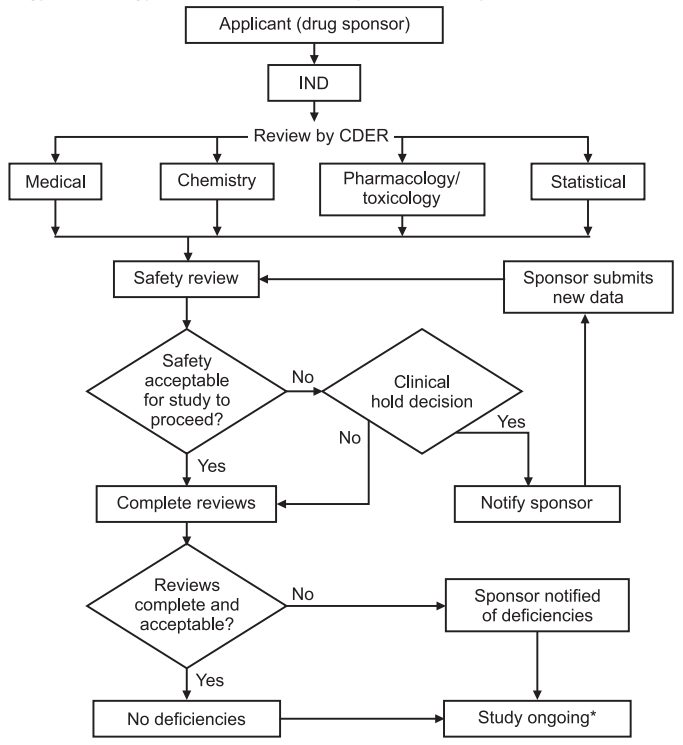 Applicant (drug sponsor)
IND
Review by CDER
Medical
Chemistry
Pharmacology/
toxicology
Statistical
Safety review
Sponsor submits
new data
Safety
acceptable
for study to
proceed?
No
Clinical
hold decision
No
Yes
Yes
Complete reviews
Notify sponsor
Reviews
complete and
acceptable?
No
Sponsor notified
of deficiencies
Yes
No deficiencies
Study ongoing*